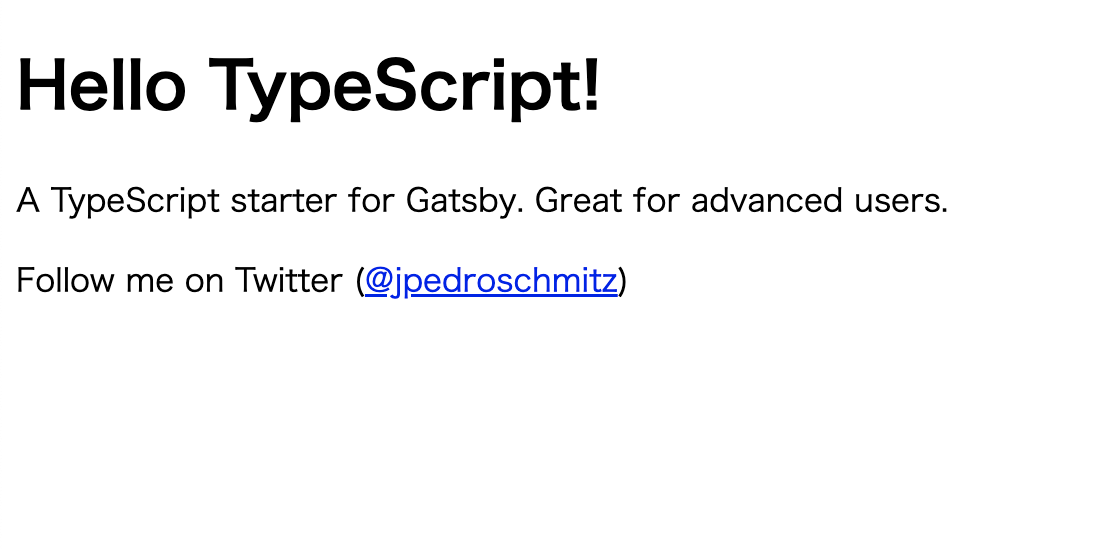 Hello TypeScript!
A TypeScript starter for Gatsby. Great for advanced users.
Follow me on Twitter (@jpedroschmitz)